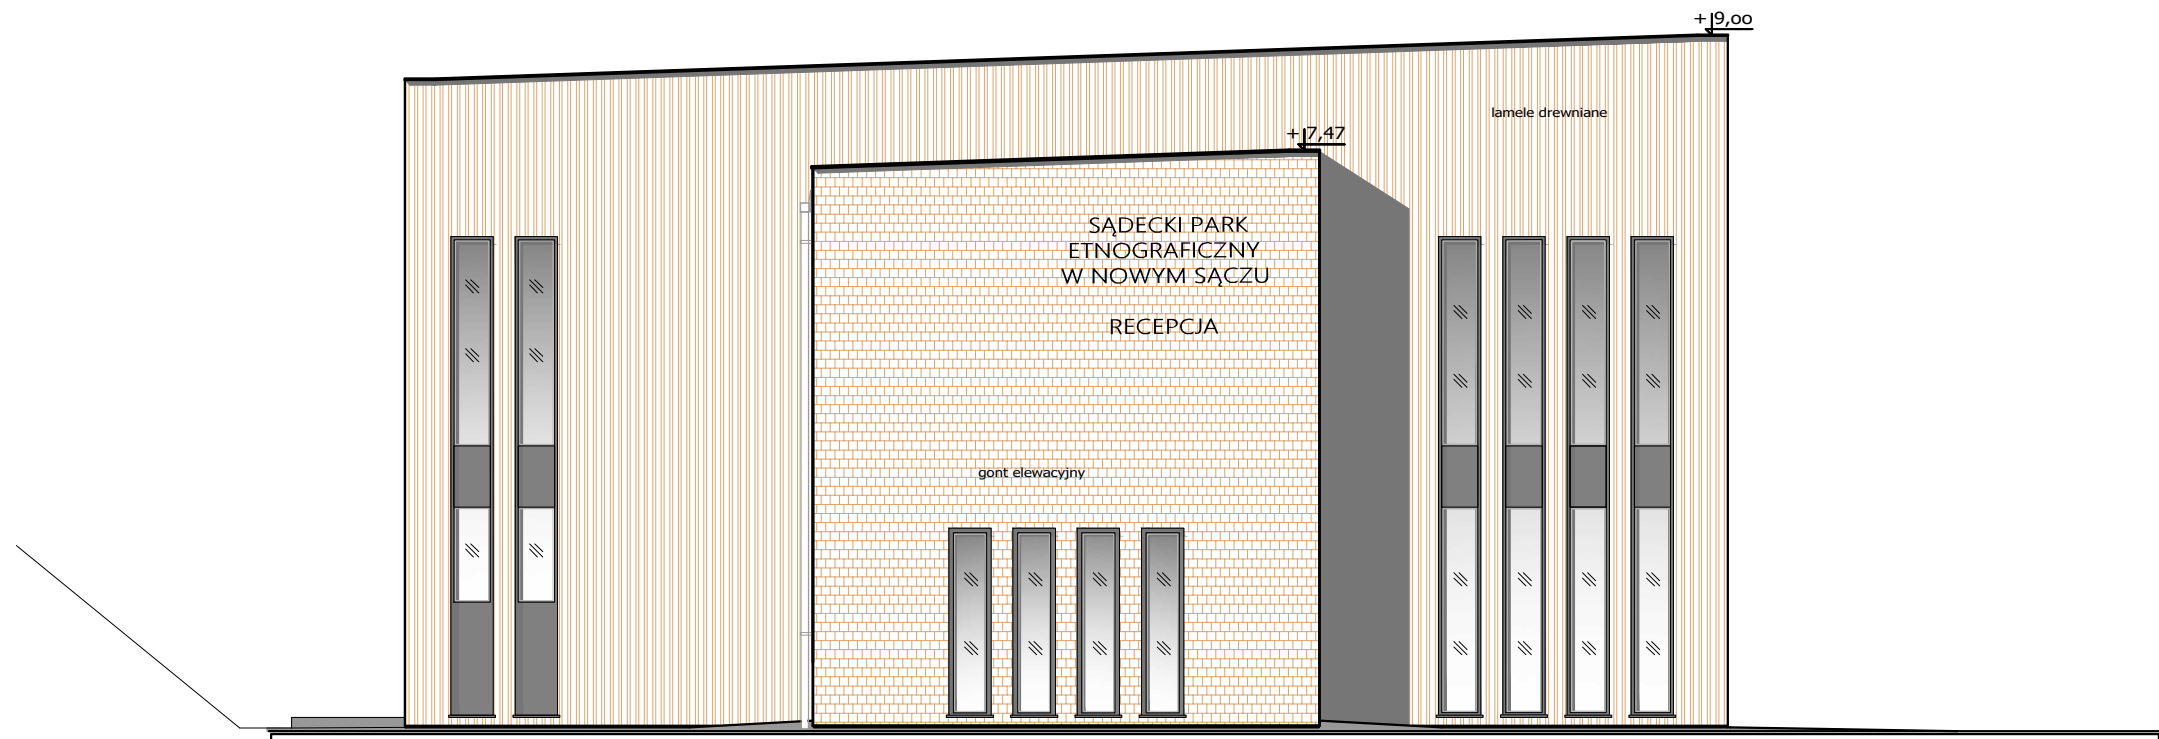 + 9,00
lamele drewniane
+ 7,47
SĄDECKI PARK
ETNOGRAFICZNY
W NOWYM SĄCZU
RECEPCJA
gont elewacyjny